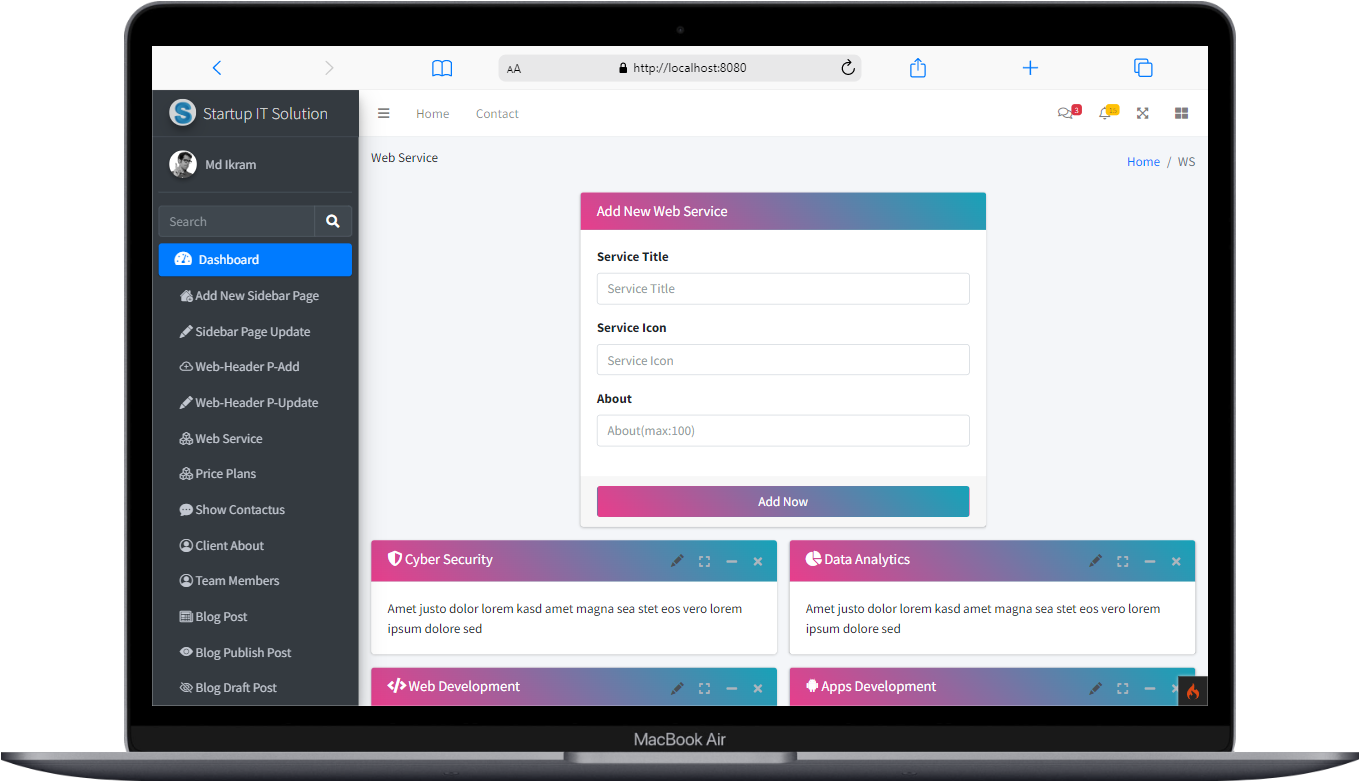 AA
http://localhost:8080
Startup IT Solution
Home
Contact
3
Md Ikram
Web Service
Home / WS
Search
Dashboard
Add New Sidebar Page
Sidebar Page Update
Web-Header P-Add
Web-Header P-Update
Web Service
Price Plans
Show Contactus
Client About
Team Members
Blog Post
Blog Publish Post
Blog Draft Post
Add New Web Service
Service Title
Service Title
Service Icon
Service Icon
About
About(max:100)
Add Now
Cyber Security
Amet justo dolor lorem kasd amet magna sea stet eos vero lorem
ipsum dolore sed
Data Analytics
Amet justo dolor lorem kasd amet magna sea stet eos vero lorem
ipsum dolore sed
Web Development
Apps Development
MacBook Air